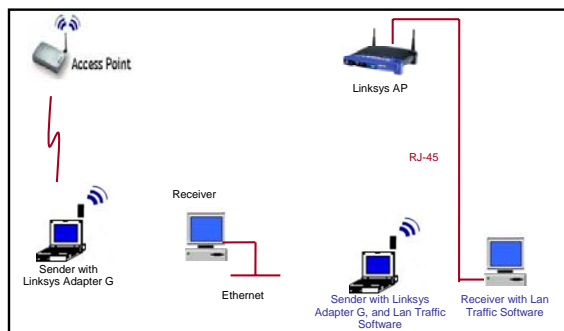 Access Point
Linksys AP
RJ-45
Receiver
Sender with
Linksys Adapter G
Ethernet
Sender with Linksys
Adapter G, and Lan Traffic
Software
Receiver with Lan
Traffic Software